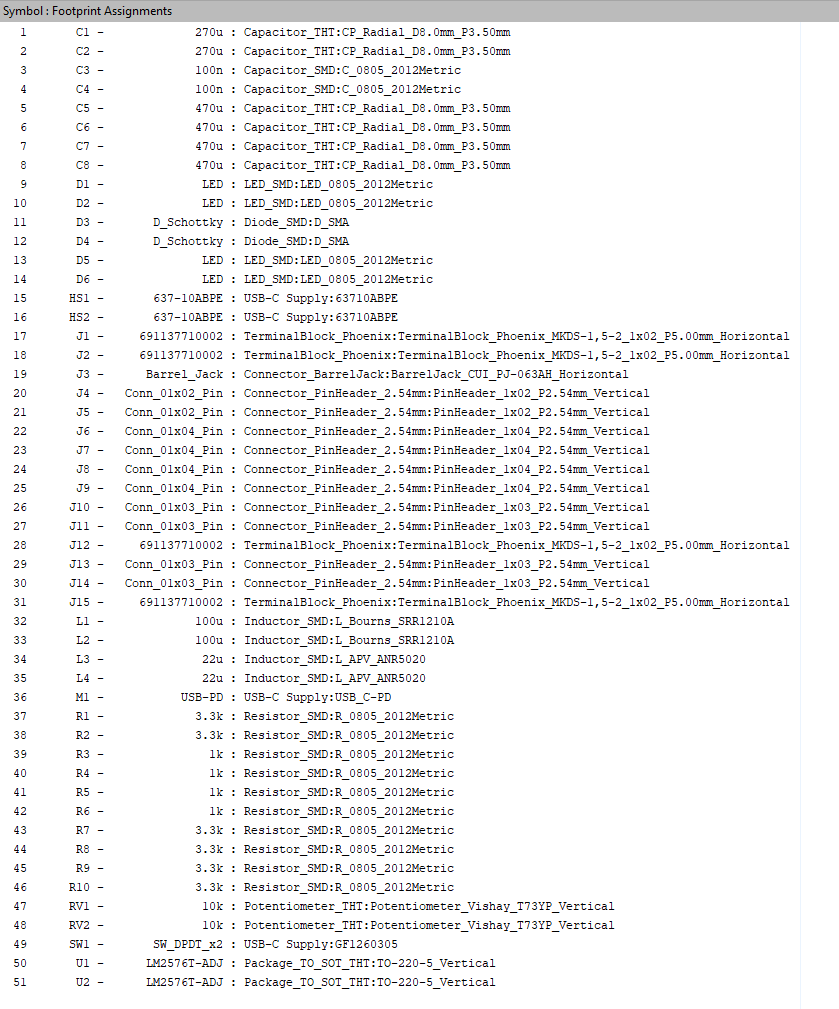 Symbol : Footprint Assignments
1 C1 - 270u : Capacitor_THT:CP_Radial_D8.0mm_P3.50mm
2 C2 - 270u : Capacitor_THT:CP_Radial_D8.0mm_P3.50mm
3 C3 - 100n : Capacitor_SMD:C_0805_2012Metric
4 C4 - 100n : Capacitor_SMD:C_0805_2012Metric
5 C5 - 470u : Capacitor_THT:CP_Radial_D8.0mm_P3.50mm
6 C6 - 470u : Capacitor_THT:CP_Radial_D8.0mm_P3.50mm
7 C7 - 470u : Capacitor_THT:CP_Radial_D8.0mm_P3.50mm
8 C8 - 470u : Capacitor_THT:CP_Radial_D8.0mm_P3.50mm
9 D1 - LED : LED_SMD:LED_0805_2012Metric
10 D2 - LED : LED_SMD:LED_0805_2012Metric
11 D3 - D_Schottky : Diode_SMD:D_SMA
12 D4 - D_Schottky : Diode_SMD:D_SMA
13 D5 - LED : LED_SMD:LED_0805_2012Metric
14 D6 - LED : LED_SMD:LED_0805_2012Metric
15 HS1 - 637-10ABPE : USB-C Supply:63710ABPE
16 HS2 - 637-10ABPE : USB-C Supply:63710ABPE
17 J1 - 691137710002 : TerminalBlock_Phoenix:TerminalBlock_Phoenix_MKDS-1,5-2_1x02_P5.00mm_Horizontal
18 J2 - 691137710002 : TerminalBlock_Phoenix:TerminalBlock_Phoenix_MKDS-1,5-2_1x02_P5.00mm_Horizontal
19 J3 - Barrel_Jack : Connector_BarrelJack:BarrelJack_CUI_PJ-063AH_Horizontal
20 J4 - Conn_01x02_Pin : Connector_PinHeader_2.54mm:PinHeader_1x02_P2.54mm_Vertical
21 J5 - Conn_01x02_Pin : Connector_PinHeader_2.54mm:PinHeader_1x02_P2.54mm_Vertical
22 J6 - Conn_01x04_Pin : Connector_PinHeader_2.54mm:PinHeader_1x04_P2.54mm_Vertical
23 J7 - Conn_01x04_Pin : Connector_PinHeader_2.54mm:PinHeader_1x04_P2.54mm_Vertical
24 J8 - Conn_01x04_Pin : Connector_PinHeader_2.54mm:PinHeader_1x04_P2.54mm_Vertical
25 J9 - Conn_01x04_Pin : Connector_PinHeader_2.54mm:PinHeader_1x04_P2.54mm_Vertical
26 J10 - Conn_01x03_Pin : Connector_PinHeader_2.54mm:PinHeader_1x03_P2.54mm_Vertical
27 J11 - Conn_01x03_Pin : Connector_PinHeader_2.54mm:PinHeader_1x03_P2.54mm_Vertical
28 J12 - 691137710002 : TerminalBlock_Phoenix:TerminalBlock_Phoenix_MKDS-1,5-2_1x02_P5.00mm_Horizontal
29 J13 - Conn_01x03_Pin : Connector_PinHeader_2.54mm:PinHeader_1x03_P2.54mm_Vertical
30 J14 - Conn_01x03_Pin : Connector_PinHeader_2.54mm:PinHeader_1x03_P2.54mm_Vertical
31 J15 - 691137710002 : TerminalBlock_Phoenix:TerminalBlock_Phoenix_MKDS-1,5-2_1x02_P5.00mm_Horizontal
32 L1 - 100u : Inductor_SMD:L_Bourns_SRR1210A
33 L2 - 100u : Inductor_SMD:L_Bourns_SRR1210A
34 L3 - 22u : Inductor_SMD:L_APV_ANR5020
35 L4 - 22u : Inductor_SMD:L_APV_ANR5020
36 M1 - USB-PD : USB-C Supply:USB_C-PD
37 R1 - 3.3k : Resistor_SMD:R_0805_2012Metric
38 R2 - 3.3k : Resistor_SMD:R_0805_2012Metric
39 R3 - 1k : Resistor_SMD:R_0805_2012Metric
40 R4 - 1k : Resistor_SMD:R_0805_2012Metric
41 R5 - 1k : Resistor_SMD:R_0805_2012Metric
42 R6 - 1k : Resistor_SMD:R_0805_2012Metric
43 R7 - 3.3k : Resistor_SMD:R_0805_2012Metric
44 R8 - 3.3k : Resistor_SMD:R_0805_2012Metric
45 R9 - 3.3k : Resistor_SMD:R_0805_2012Metric
46 R10 - 3.3k : Resistor_SMD:R_0805_2012Metric
47 RV1 - 10k : Potentiometer_THT:Potentiometer_Vishay_T73YP_Vertical
48 RV2 - 10k : Potentiometer_THT:Potentiometer_Vishay_T73YP_Vertical
49 SW1 - SW_DPDT_x2 : USB-C Supply:GF1260305
50 U1 - LM2576T-ADJ : Package_TO_SOT_THT:TO-220-5_Vertical
51 U2 - LM2576T-ADJ : Package_TO_SOT_THT:TO-220-5_Vertical